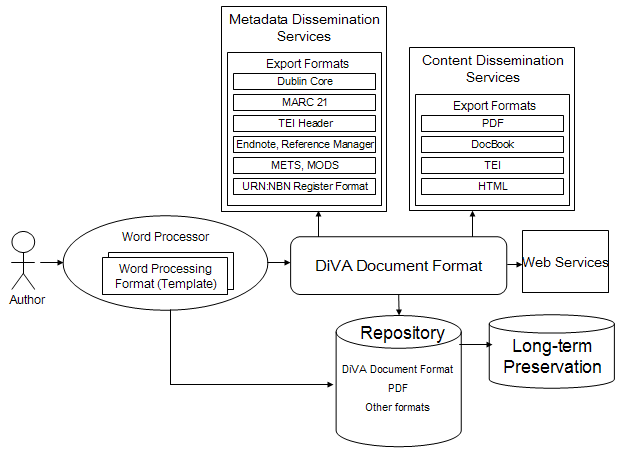 Metadata Dissemination
Services
Export Formats
Dublin Core
MARC 21
TEI Header
Endnote, Reference Manager
METS, MODS
URN:NBN Register Format
Content Dissemination
Services
Export Formats
PDF
DocBook
TEI
HTML
Author
Word Processor
Word Processing
Format (Template)
DiVA Document Format
Web Services
Repository
DiVA Document Format
PDF
Other formats
Long-term
Preservation